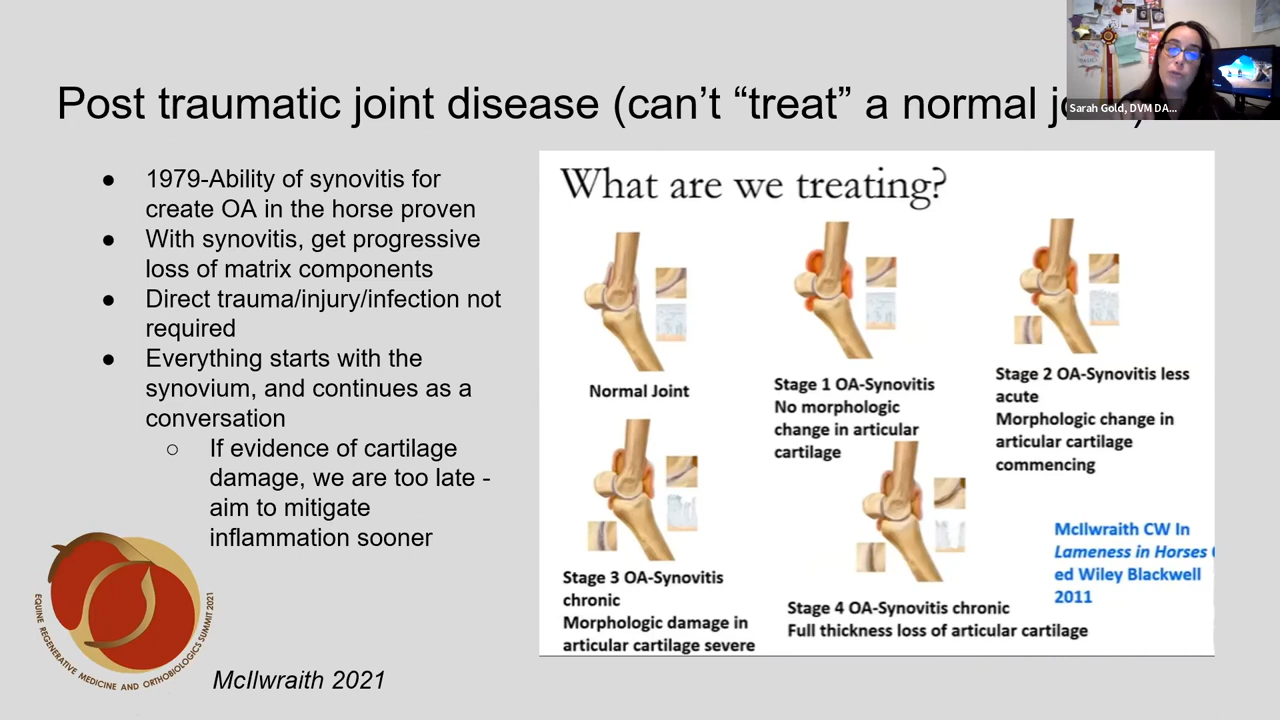 Post traumatic joint disease (can’t “treat” a normal
Sarah Gold, DVM DA...
● 1979-Ability of synovitis for
create OA in the horse proven
● With synovitis, get progressive
loss of matrix components
● Direct trauma/injury/infection not
required
● Everything starts with the
synovium, and continues as a
conversation
○ If evidence of cartilage
damage, we are too late -
aim to mitigate
inflammation sooner
What are we treating?
Normal Joint
Stage 1 OA-Synovitis
No morphologic
change in articular
cartilage
Stage 2 OA-Synovitis less
acute
Morphologic change in
articular cartilage
commencing
Stage 3 OA-Synovitis
chronic
Morphologic damage in
articular cartilage severe
Stage 4 OA-Synovitis chronic
Full thickness loss of articular cartilage
McIlwraith CW In
Lameness in Horses
ed Wiley Blackwell
2011
EQUINE REGENERATIVE MEDICINE AND ORTHOBIOLOGICS SUMMIT 2021
McIlwraith 2021